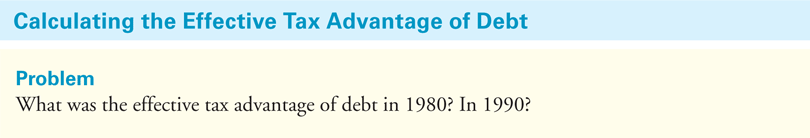 Calculating the Effective Tax Advantage of Debt
Problem
What was the effective tax advantage of debt in 1980? In 1990?